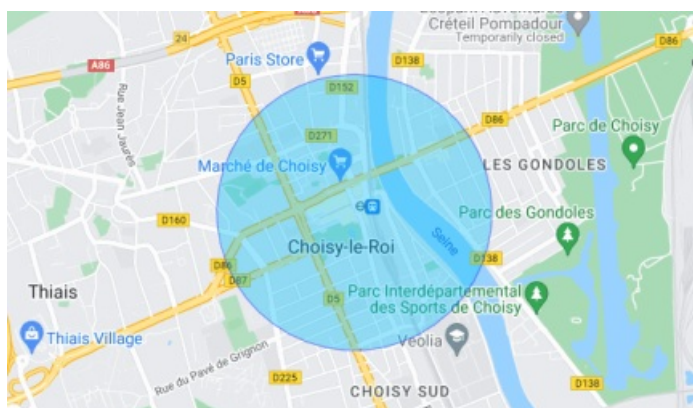 Créteil Pompadour
Temporarily closed
24
D86
A86
Paris Store
D138
D5
D152
Rue Jean Jaurès
D271
D86
Parc de Choisy
Marché de Choisy
LES GONDOLES
D160
Parc des Gondoles
Choisy-le-Roi
Seine
D86
D138
D87
Thiais
D5
Parc Interdépartemental
des Sports de Choisy
Thiais Village
Veolia
Rue du Pavé de Grignon
D225
CHOISY SUD
D138